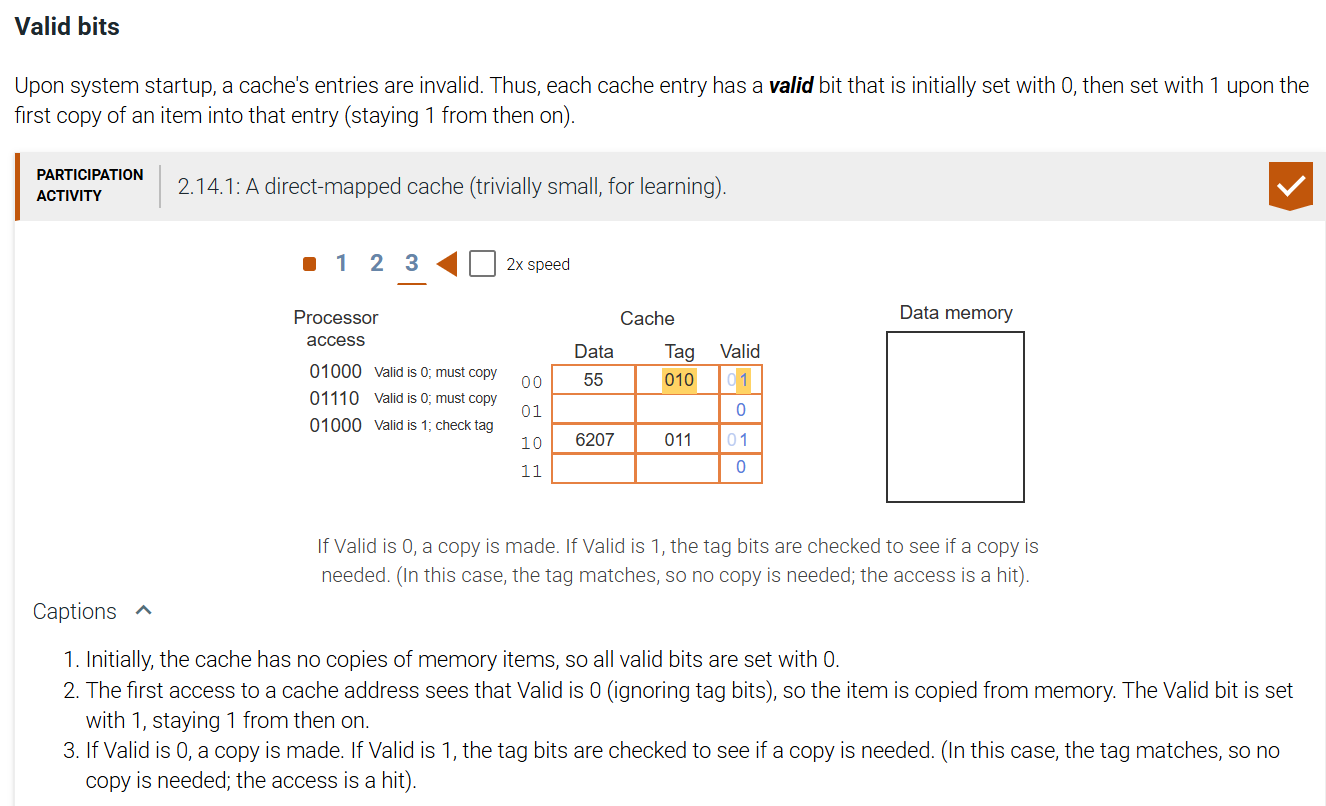 Valid bits
Upon system startup, a cache's entries are invalid. Thus, each cache entry has a valid bit that is initially set with 0, then set with 1 upon the
first copy of an item into that entry (staying 1 from then on).
PARTICIPATION
ACTIVITY
2.14.1: A direct-mapped cache (trivially small, for learning).
1 2 3 2x speed
Processor
access
01000 Valid is 0; must copy
01110 Valid is 0; must copy
01000 Valid is 1; check tag
Cache
Data Tag Valid
00 55 010 0 1
01 0
10 6207 011 0 1
11 0
Data memory
If Valid is 0, a copy is made. If Valid is 1, the tag bits are checked to see if a copy is
needed. (In this case, the tag matches, so no copy is needed; the access is a hit).
Captions
1. Initially, the cache has no copies of memory items, so all valid bits are set with 0.
2. The first access to a cache address sees that Valid is 0 (ignoring tag bits), so the item is copied from memory. The Valid bit is set
with 1, staying 1 from then on.
3. If Valid is 0, a copy is made. If Valid is 1, the tag bits are checked to see if a copy is needed. (In this case, the tag matches, so no
copy is needed; the access is a hit).